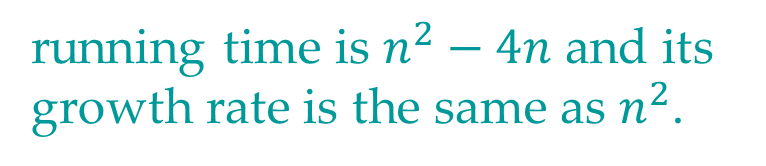 running time is n² − 4n and its
growth rate is the same as n².